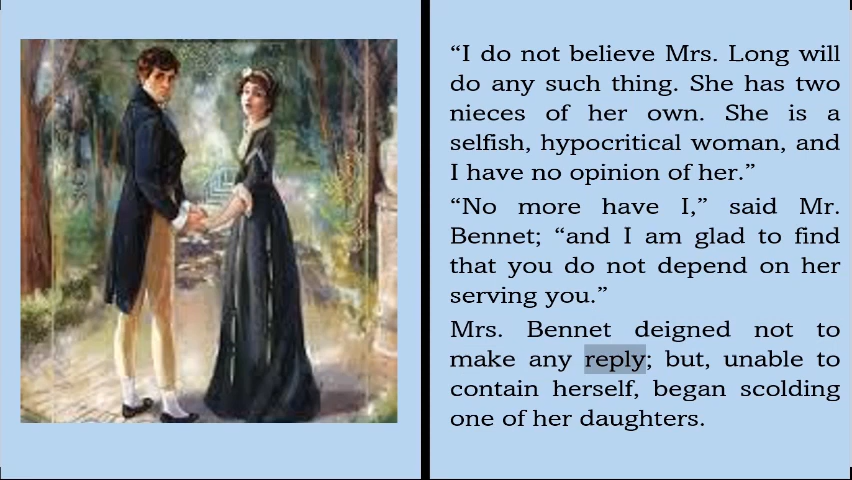 “I do not believe Mrs. Long will
do any such thing. She has two
nieces of her own. She is a
selfish, hypocritical woman, and
I have no opinion of her.”
“No more have I,” said Mr.
Bennet; “and I am glad to find
that you do not depend on her
serving you.”
Mrs. Bennet deigned not to
make any reply; but, unable to
contain herself, began scolding
one of her daughters.